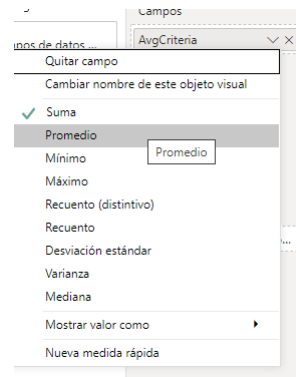 Campos
pos de datos ...
AvgCriteria
Quitar campo
Cambiar nombre de este objeto visual
Suma
Promedio
Promedio
Mínimo
Máximo
Recuento (distintivo)
Recuento
Desviación estándar
Varianza
Mediana
Mostrar valor como
Nueva medida rápida